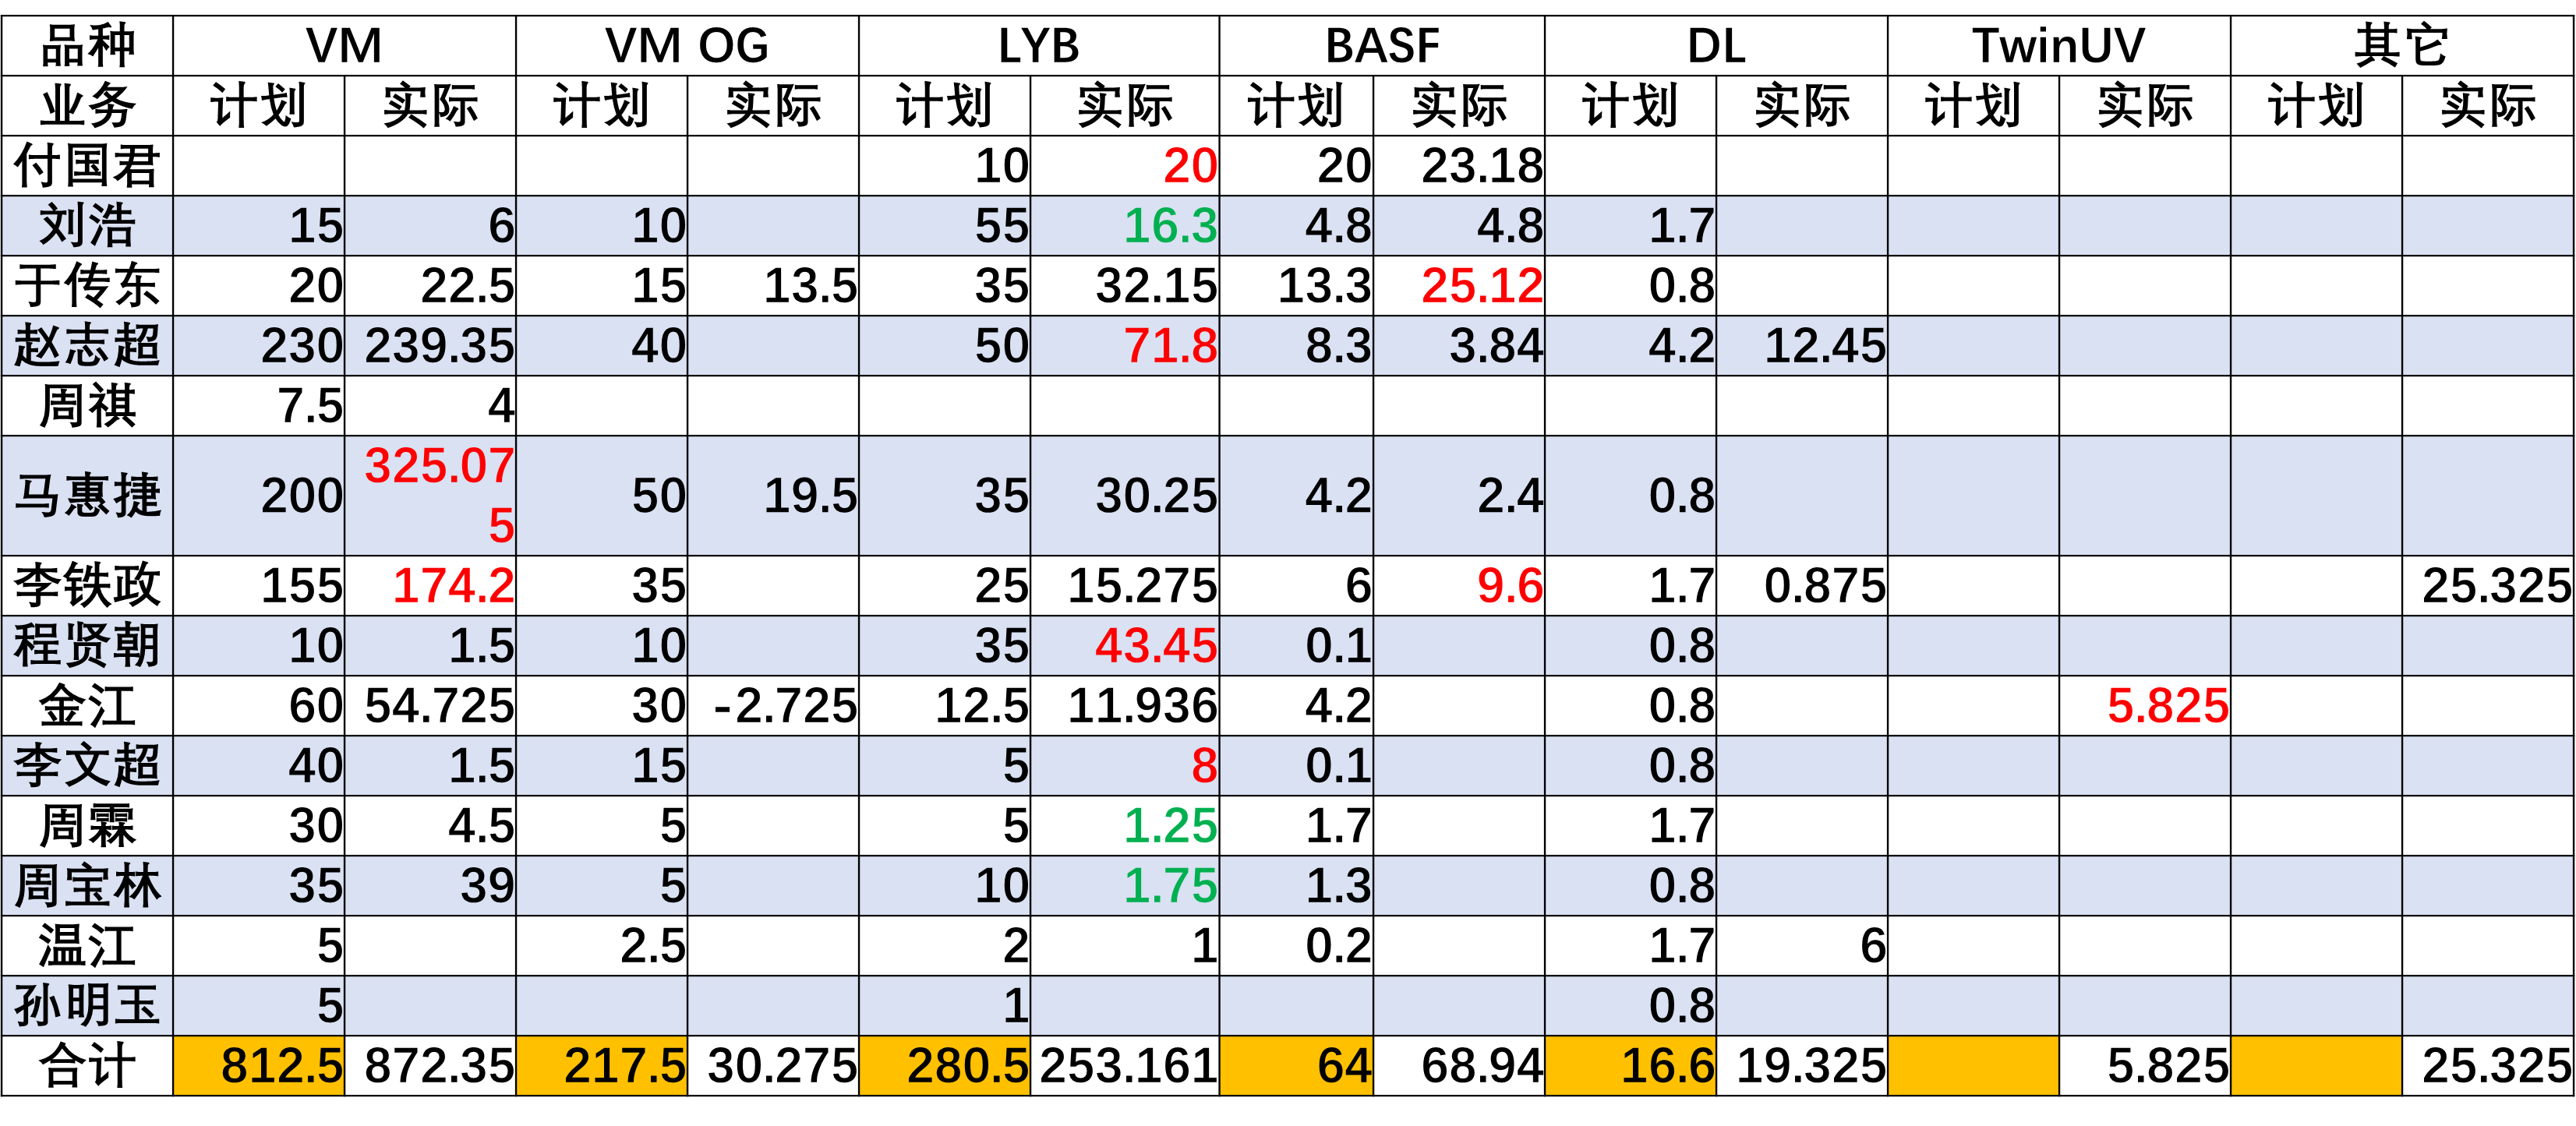 品种 VM VM OG LYB BASF DL TwinUV 其它
业务 计划 实际 计划 实际 计划 实际 计划 实际 计划 实际 计划 实际 计划 实际
付国君 10 20 20 23.18
刘浩 15 6 10 55 16.3 4.8 4.8 1.7
于传东 20 22.5 15 13.5 35 32.15 13.3 25.12 0.8
赵志超 230 239.35 40 50 71.8 8.3 3.84 4.2 12.45
周祺 7.5 4
马惠捷 200 325.075 50 19.5 35 30.25 4.2 2.4 0.8
李铁政 155 174.2 35 25 15.275 6 9.6 1.7 0.875 25.325
程贤朝 10 1.5 10 35 43.45 0.1 0.8
金江 60 54.725 30 -2.725 12.5 11.936 4.2 0.8 5.825
李文超 40 1.5 15 5 8 0.1 0.8
周霖 30 4.5 5 5 1.25 1.7 1.7
周宝林 35 39 5 10 1.75 1.3 0.8
温江 5 2.5 2 1 0.2 1.7 6
孙明玉 5 1 0.8
合计 812.5 872.35 217.5 30.275 280.5 253.161 64 68.94 16.6 19.325 5.825 25.325